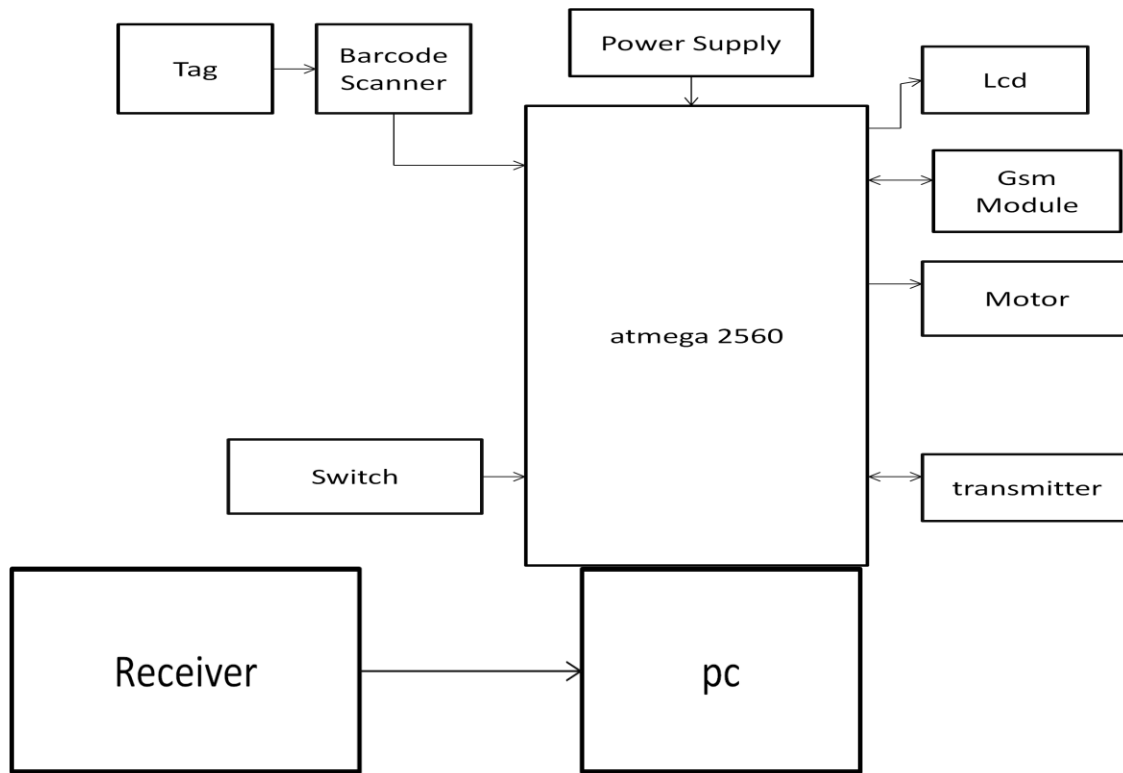 Tag
Barcode
Scanner
Power Supply
Lcd
Gsm
Module
Motor
atmega 2560
Switch
transmitter
Receiver
pc